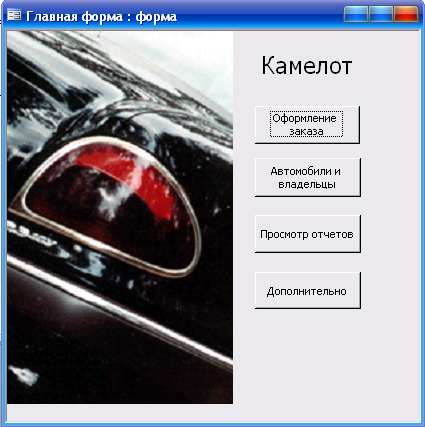 Главная форма : форма
Камелот
Оформление
заказа
Автомобили и
владельцы
Просмотр отчетов
Дополнительно